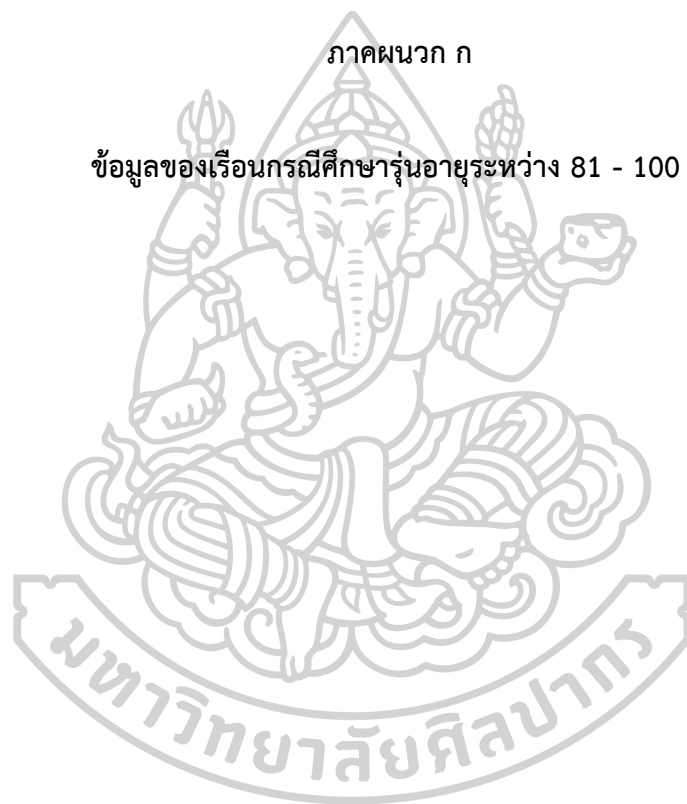 ภาคผนวก ก
ข้อมูลของเรือนกรณีศึกษารุ่นอายุระหว่าง 81 - 100
มหาวิทยาลัยศิลปากร